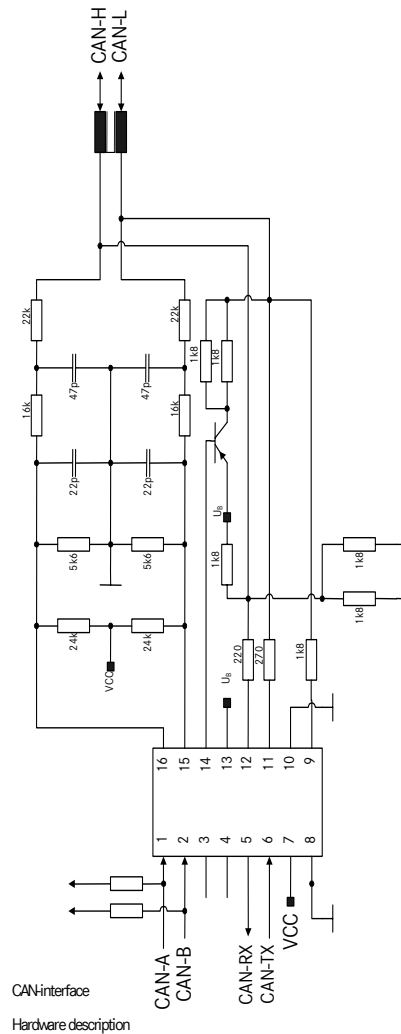 CAN-H
CAN-L
22k
22k
47p
47p
16k
16k
22p
22p
5k6
5k6
24k
24k
VCC
1k8
1k8
UB
1k8
1k8
1k8
220
270
UB
1k8
16
15
14
13
12
11
10
9
1
2
3
4
5
6
7
8
CAN-A
CAN-B
CAN-RX
CAN-TX
VCC
CAN-interface
Hardware description